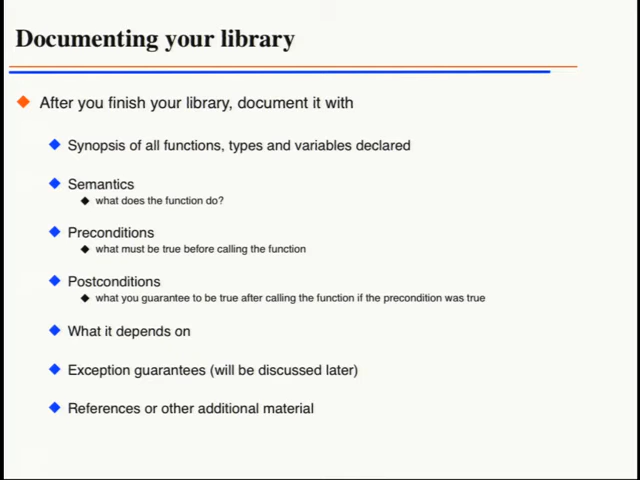 Documenting your library
After you finish your library, document it with
Synopsis of all functions, types and variables declared
Semantics
what does the function do?
Preconditions
what must be true before calling the function
Postconditions
what you guarantee to be true after calling the function if the precondition was true
What it depends on
Exception guarantees (will be discussed later)
References or other additional material